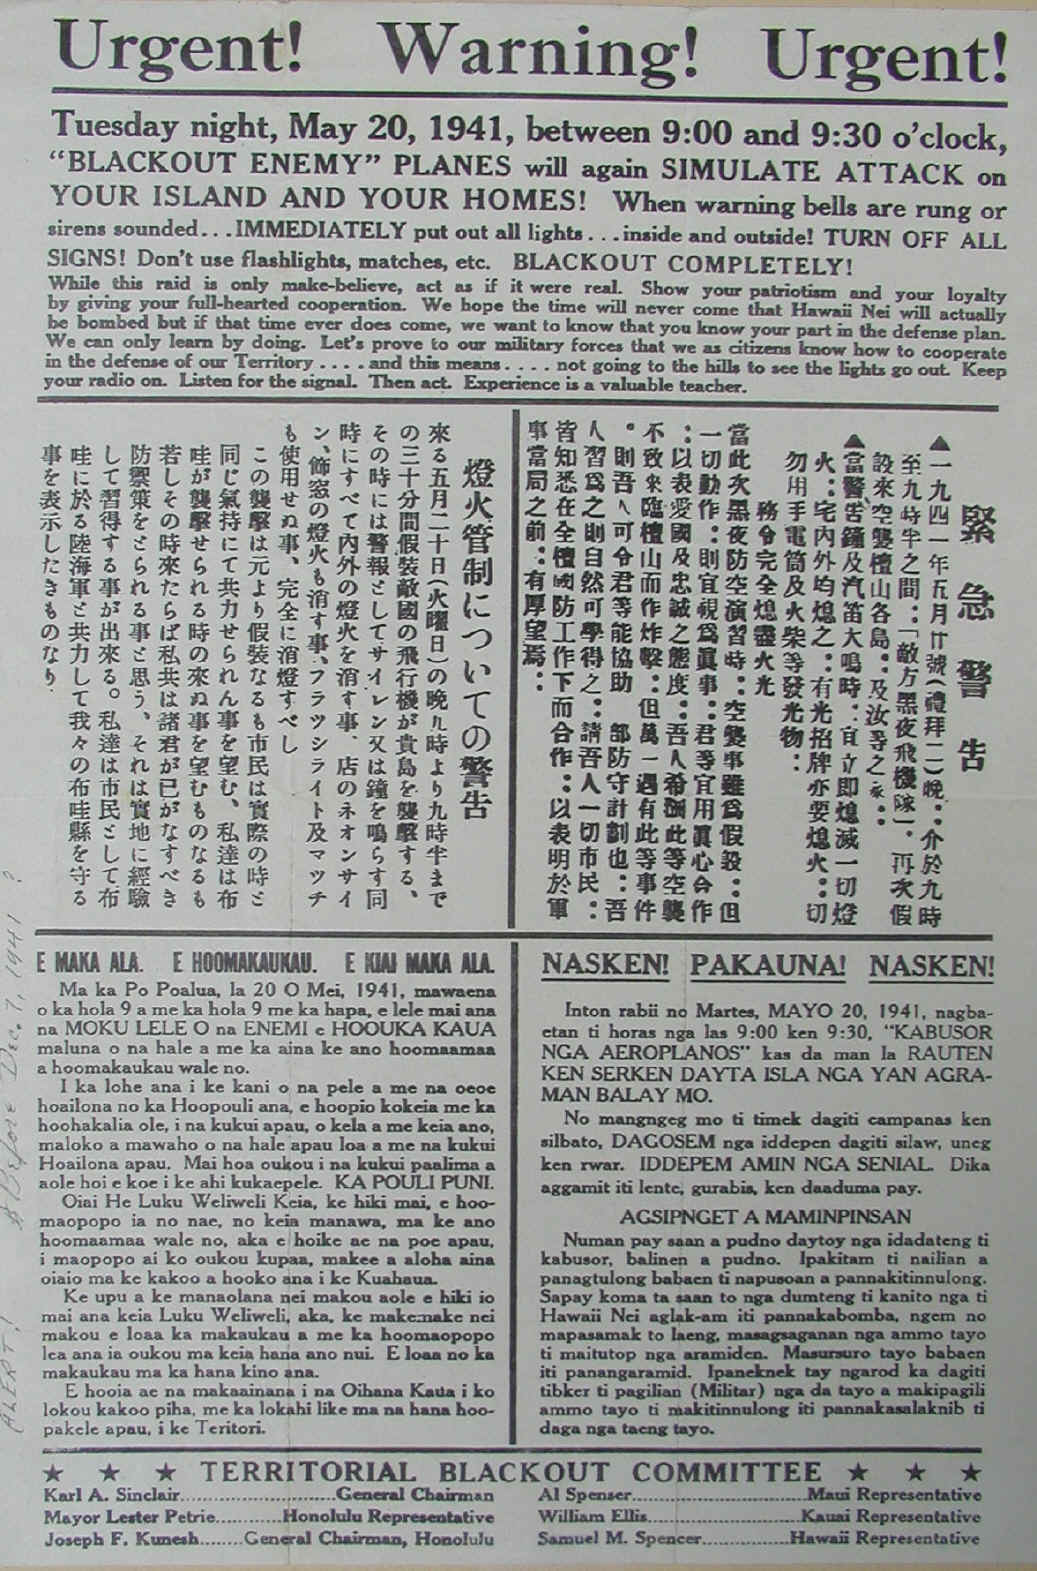 Urgent! Warning! Urgent!
Tuesday night, May 20, 1941, between 9:00 and 9:30 o'clock,
"BLACKOUT ENEMY" PLANES will again SIMULATE ATTACK on
YOUR ISLAND AND YOUR HOMES! When warning bells are rung or
sirens sounded...IMMEDIATELY put out all lights...inside and outside! TURN OFF ALL
SIGNS! Don't use flashlights, matches, etc. BLACKOUT COMPLETELY!
While this raid is only make-believe, act as if it were real. Show your patriotism and your loyalty
by giving your full-hearted cooperation. We hope the time will never come that Hawaii Nei will actually
be bombed but if that time ever does come, we want to know that you know your part in the defense plan.
We can only learn by doing. Let's prove to our military forces that we as citizens know how to cooperate
in the defense of our Territory .... and this means .... not going to the hills to see the lights go out. Keep
your radio on. Listen for the signal. Then act. Experience is a valuable teacher.
緊急警告
▲一九四一年五月廿號(禮拜二)晚：介於九時
至九時半之間：「敵方黑夜飛機隊」．再次假
設來空襲檀山各島：及汝等之家：
▲當警告鐘及汽笛大鳴時：宜立即熄滅一切燈
火：宅內外均熄之：有光招牌亦要熄火：切
勿用手電筒及火柴等發光物：
務令完全熄靈火光
當此次黑夜防空演習時：空襲事雖爲假設：但
一切動作：則宜視爲眞事：君等宜用眞心合作
：以表愛國及忠誠之態度：吾人希望此等空襲
不致來臨檀山而作炸擊：但萬一遇有此等事件
。則吾人可令君等能協助 部防守計劃也：吾
人習爲之則自然可學得之：請吾人一切市民：
皆知悉在全檀國防工作下而合作：以表明於軍
事當局之前：有厚望焉：
燈火管制についての警告
來る五月二十日(火曜日)の晩九時より九時半まで
の三十分間假裝敵國の飛行機が貴島を襲擊する、
その時には警報としてサイレン又は鐘を鳴らす同
時にすべて內外の燈火を消す事、店のネオンサイ
ン、飾窓の燈火も消す事、フラッシライト及マッチ
も使用せぬ事、完全に消燈すべし
この襲擊は元より假裝なるも市民は實際の時と
同じ氣持にて共力せられん事を望む、私達は布
哇が襲擊せられる時の來ぬ事を望むものなるも
若しその時來たらば私共は諸君が已がなすべき
防禦策をとられる事と思う、それは實地に經驗
して習得する事が出來る。私達は市民として布
哇に於る陸海軍と共力して我々の布哇縣を守る
事を表示したきものなり
E MAKA ALA. E HOOMAKAUKAU. E KIAI MAKA ALA.
Ma ka Po Poalua, la 20 O Mei, 1941, mawaena
o ka hola 9 a me ka hola 9 me ka hapa, e lele mai ana
na MOKU LELE O na ENEMI e HOOUKA KAUA
maluna o na hale a me ka aina ke ano hoomaamaa
a hoomakaukau wale no.
I ka lohe ana i ke kani o na pele a me na oeoe
hoailona no ka Hoopouli ana, e hoopio kokeia me ka
hoohakalia ole, i na kukui apau, o kela a me keia ano,
maloko a mawaho o na hale apau loa a me na kukui
Hoailona apau. Mai hoa oukou i na kukui paalima a
aole hoi e koe i ke ahi kukaepele. KA POULI PUNI.
Oiai He Luku Weliweli Keia, ke hiki mai, e hoo-
maopopo ia no nae, no keia manawa, ma ke ano
hoomaamaa wale no, aka e hoike ae na poe apau,
i maopopo ai ko oukou kupaa, makee a aloha aina
oiaio ma ke kakoo a hooko ana i ke Kuahaua.
Ke upu a ke manaolana nei makou aole e hiki io
mai ana keia Luku Weliweli, aka, ke makemake nei
makou e loaa ka makaukau a me ka hoomaopopo
lea ana ia oukou ma keia hana ano nui. E loaa no ka
makaukau ma ka hana kino ana.
E hooia ae na makaainana i na Oihana Kaua i ko
lokou kakoo piha, me ka lokahi like ma na hana hoo-
pakele apau, i ke Teritori.
NASKEN! PAKAUNA! NASKEN!
Inton rabii no Martes, MAYO 20, 1941, nagba-
etan ti horas nga las 9:00 ken 9:30, "KABUSOR
NGA AEROPLANOS" kas da man la RAUTEN
KEN SERKEN DAYTA ISLA NGA YAN AGRA-
MAN BALAY MO.
No mangngeg mo ti timek dagiti campanas ken
silbato, DAGOSEM nga iddepen dagiti silaw, uneg
ken rwar. IDDEPEM AMIN NGA SENIAL. Dika
aggamit iti lente, gurabis, ken daaduma pay.
AGSIPNGET A MAMINPINSAN
Numan pay saan a pudno daytoy nga idadateng ti
kabusor, balinen a pudno. Ipakitam ti nailian a
panagtulong babaen ti napusoan a pannakitinnulong.
Sapay koma ta saan to nga dumteng ti kanito nga ti
Hawaii Nei aglak-am iti pannakabomba, ngem no
mapasamak to laeng, masagsaganan nga ammo tayo
ti maitutop nga aramiden. Masursuro tayo babaen
iti panangaramid. Ipaneknek tay ngarod ka dagiti
tibker ti pagilian (Militar) nga da tayo a makipagili
ammo tayo ti makitinnulong iti pannakasalaknib ti
daga nga taeng tayo.
★ ★ ★ TERRITORIAL BLACKOUT COMMITTEE ★ ★ ★
Karl A. Sinclair..........General Chairman
Mayor Lester Petrie..........Honolulu Representative
Joseph F. Kunesh........General Chairman, Honolulu
Al Spenser..........Maui Representative
William Ellis..........Kauai Representative
Samuel M. Spencer..........Hawaii Representative
ALERT! Before Dec. 7, 1941 ?